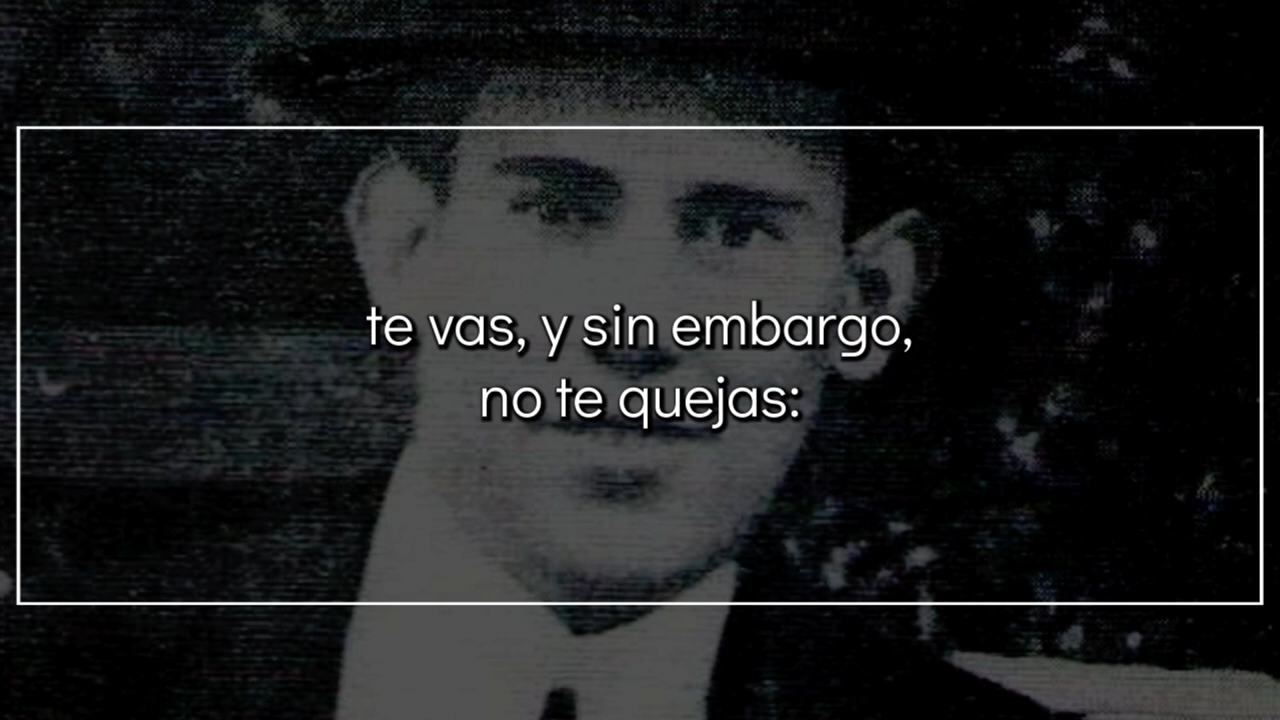 te vas, y sin embargo,
no te quejas: